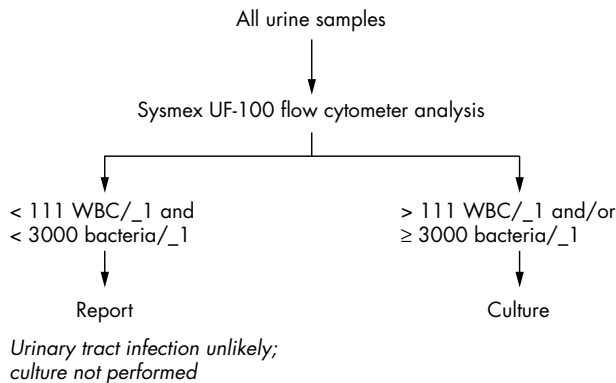 All urine samples
Sysmex UF-100 flow cytometer analysis
< 111 WBC/_1 and
< 3000 bacteria/_1
> 111 WBC/_1 and/or
≥ 3000 bacteria/_1
Report
Culture
Urinary tract infection unlikely;
culture not performed